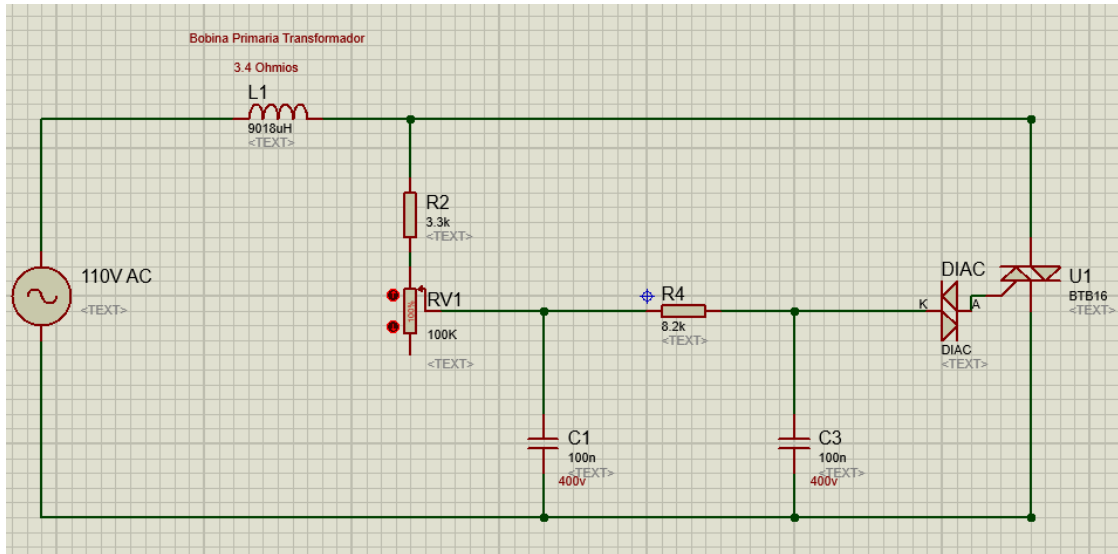 Bobina Primaria Transformador
3.4 Ohmios
L1
9018uH
<TEXT>
110V AC
<TEXT>
R2
3.3k
<TEXT>
RV1
100%
100K
<TEXT>
R4
8.2k
<TEXT>
DIAC
K
A
DIAC
<TEXT>
U1
BTB16
<TEXT>
C1
100n
<TEXT>
400v
C3
100n
<TEXT>
400v